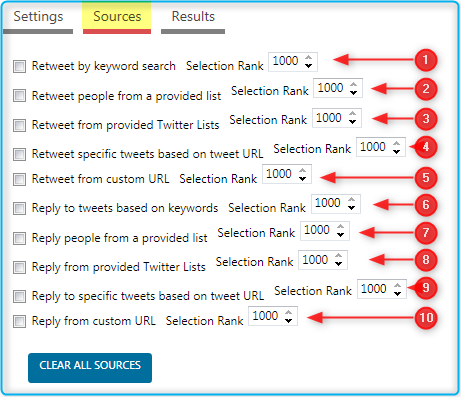 Settings Sources Results
Retweet by keyword search Selection Rank 1000 1
Retweet people from a provided list Selection Rank 1000 2
Retweet from provided Twitter Lists Selection Rank 1000 3
Retweet specific tweets based on tweet URL Selection Rank 1000 4
Retweet from custom URL Selection Rank 1000 5
Reply to tweets based on keywords Selection Rank 1000 6
Reply people from a provided list Selection Rank 1000 7
Reply from provided Twitter Lists Selection Rank 1000 8
Reply to specific tweets based on tweet URL Selection Rank 1000 9
Reply from custom URL Selection Rank 1000 10
CLEAR ALL SOURCES